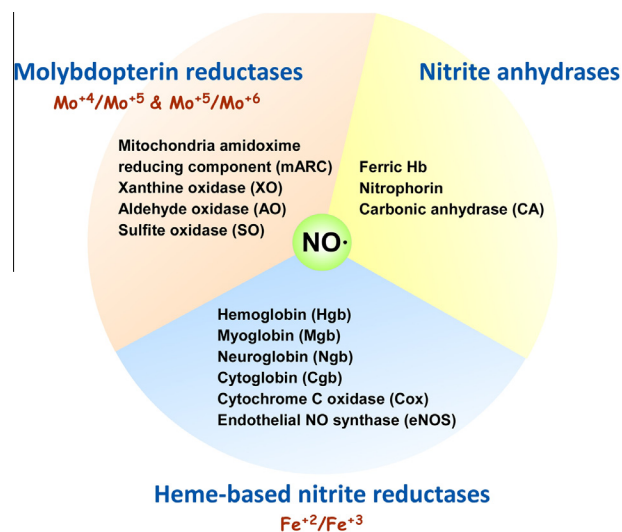 Molybdopterin reductases
Mo+4/Mo+5 & Mo+5/Mo+6
Mitochondria amidoxime
reducing component (mARC)
Xanthine oxidase (XO)
Aldehyde oxidase (AO)
Sulfite oxidase (SO)
Nitrite anhydrases
Ferric Hb
Nitrophorin
Carbonic anhydrase (CA)
NO·
Hemoglobin (Hgb)
Myoglobin (Mgb)
Neuroglobin (Ngb)
Cytoglobin (Cgb)
Cytochrome C oxidase (Cox)
Endothelial NO synthase (eNOS)
Heme-based nitrite reductases
Fe+2/Fe+3